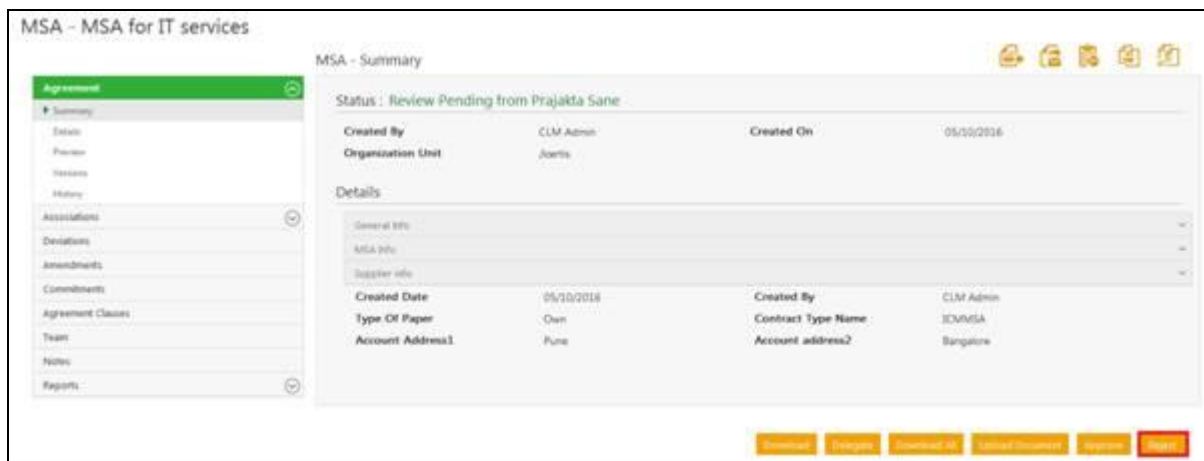 MSA - MSA for IT services
MSA - Summary
Agreement
Summary
Details
Preview
Versions
History
Associations
Deviations
Amendments
Commitments
Agreement Clauses
Team
Notes
Reports
Status : Review Pending from Prajakta Sane
Created By CLM Admin Created On 05/10/2016
Organization Unit
Details
General Info
MSA Info
Supplier info
Created Date 05/10/2016 Created By CLM Admin
Type Of Paper Own Contract Type Name ICMMSA
Account Address1 Pune Account address2 Bangalore
Download Delegate Download All Upload Document Approve Reject